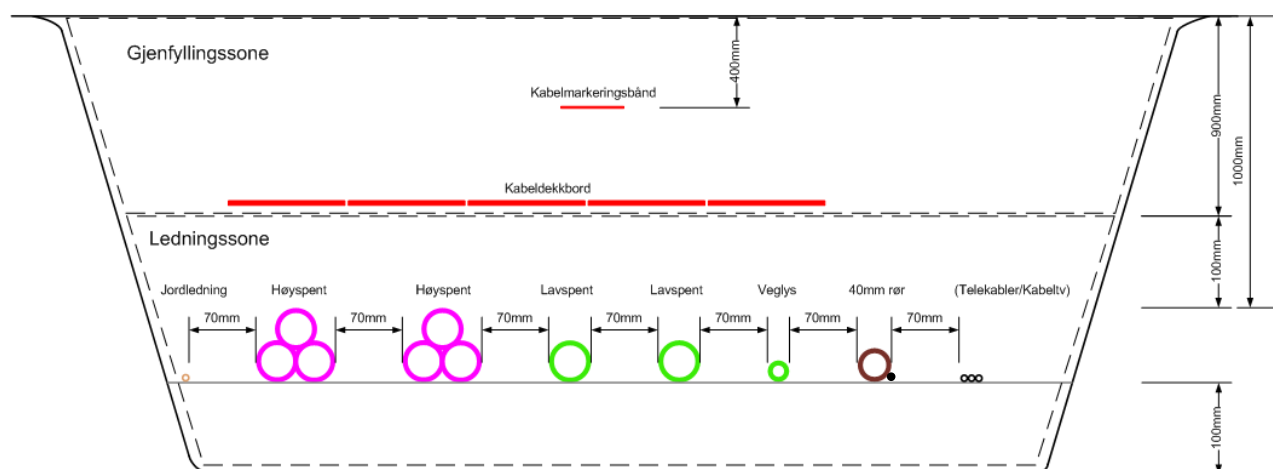 Gjenfyllingssone
400mm
Kabelmarkeringsbånd
900mm
1000mm
Kabeldekkbord
Ledningssone
100mm
Jordledning
Høyspent
Høyspent
Lavspent
Lavspent
Veglys
40mm rør
(Telekabler/Kabeltv)
70mm
70mm
70mm
70mm
70mm
70mm
70mm
100mm